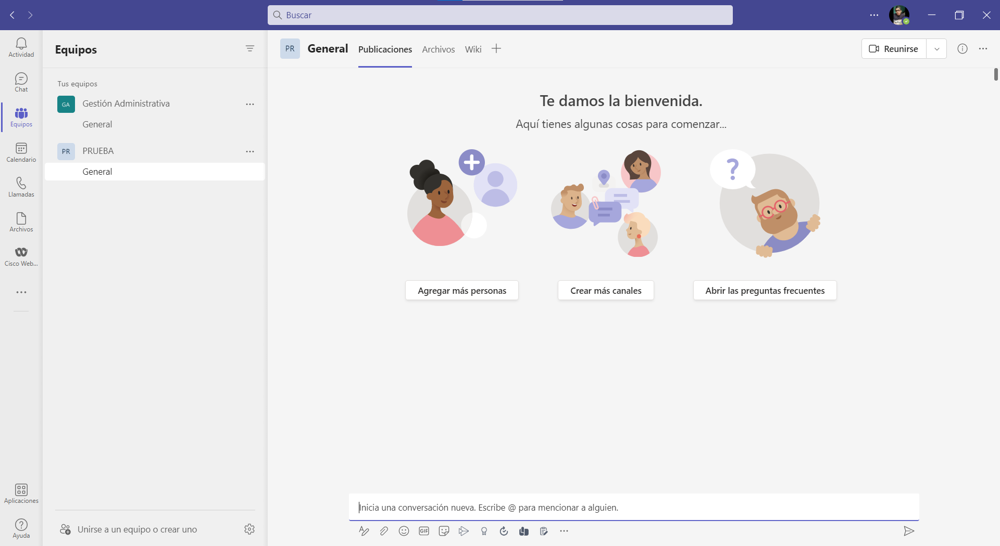 Buscar
Actividad
Chat
Equipos
Calendario
Llamadas
Archivos
Cisco Web...
Aplicaciones
Ayuda
Equipos
Tus equipos
GA Gestión Administrativa
General
PR PRUEBA
General
Unirse a un equipo o crear uno
PR General Publicaciones Archivos Wiki
Reunirse
Te damos la bienvenida.
Aquí tienes algunas cosas para comenzar...
?
Agregar más personas
Crear más canales
Abrir las preguntas frecuentes
Inicia una conversación nueva. Escribe @ para mencionar a alguien.
GIF